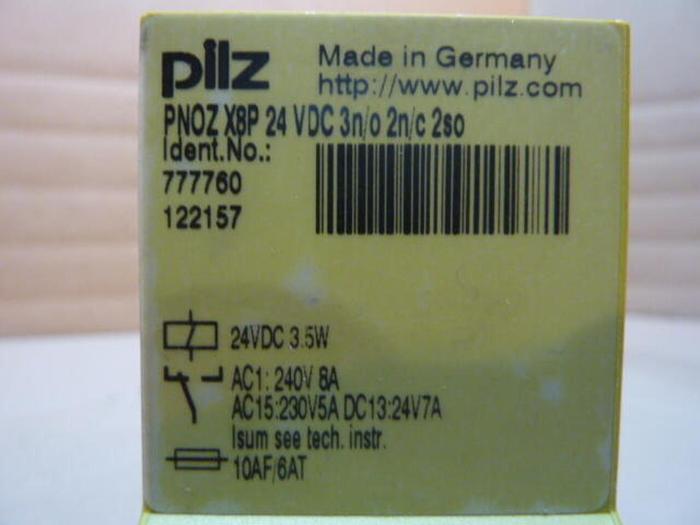 pilz
Made in Germany
http://www.pilz.com
PNOZ X8P 24 VDC 3n/o 2n/c 2so
Ident.No.:
777760
122157
24VDC 3.5W
AC1: 240V 8A
AC15:230V5A DC13:24V7A
Isum see tech. instr.
10AF/6AT